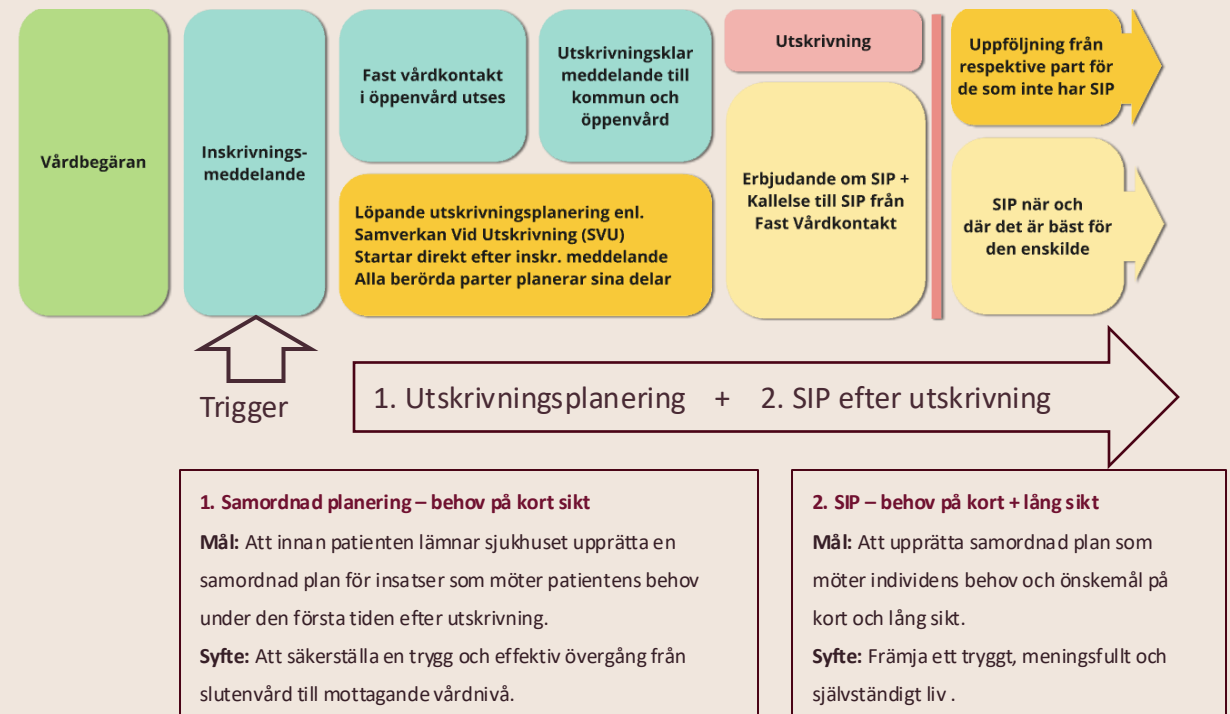 Vårdbegäran
Inskrivnings-
meddelande
Fast vårdkontakt
i öppenvård utses
Utskrivningsklar
meddelande till
kommun och
öppenvård
Löpande utskrivningsplanering enl.
Samverkan Vid Utskrivning (SVU)
Startar direkt efter inskr. meddelande
Alla berörda parter planerar sina delar
Utskrivning
Erbjudande om SIP +
Kallelse till SIP från
Fast Vårdkontakt
Uppföljning från
respektive part för
de som inte har SIP
SIP när och
där det är bäst för
den enskilde
Trigger
1. Utskrivningsplanering + 2. SIP efter utskrivning
1. Samordnad planering – behov på kort sikt
Mål: Att innan patienten lämnar sjukhuset upprätta en
samordnad plan för insatser som möter patientens behov
under den första tiden efter utskrivning.
Syfte: Att säkerställa en trygg och effektiv övergång från
slutenvård till mottagande vårdnivå.
2. SIP – behov på kort + lång sikt
Mål: Att upprätta samordnad plan som
möter individens behov och önskemål på
kort och lång sikt.
Syfte: Främja ett tryggt, meningsfullt och
självständigt liv .